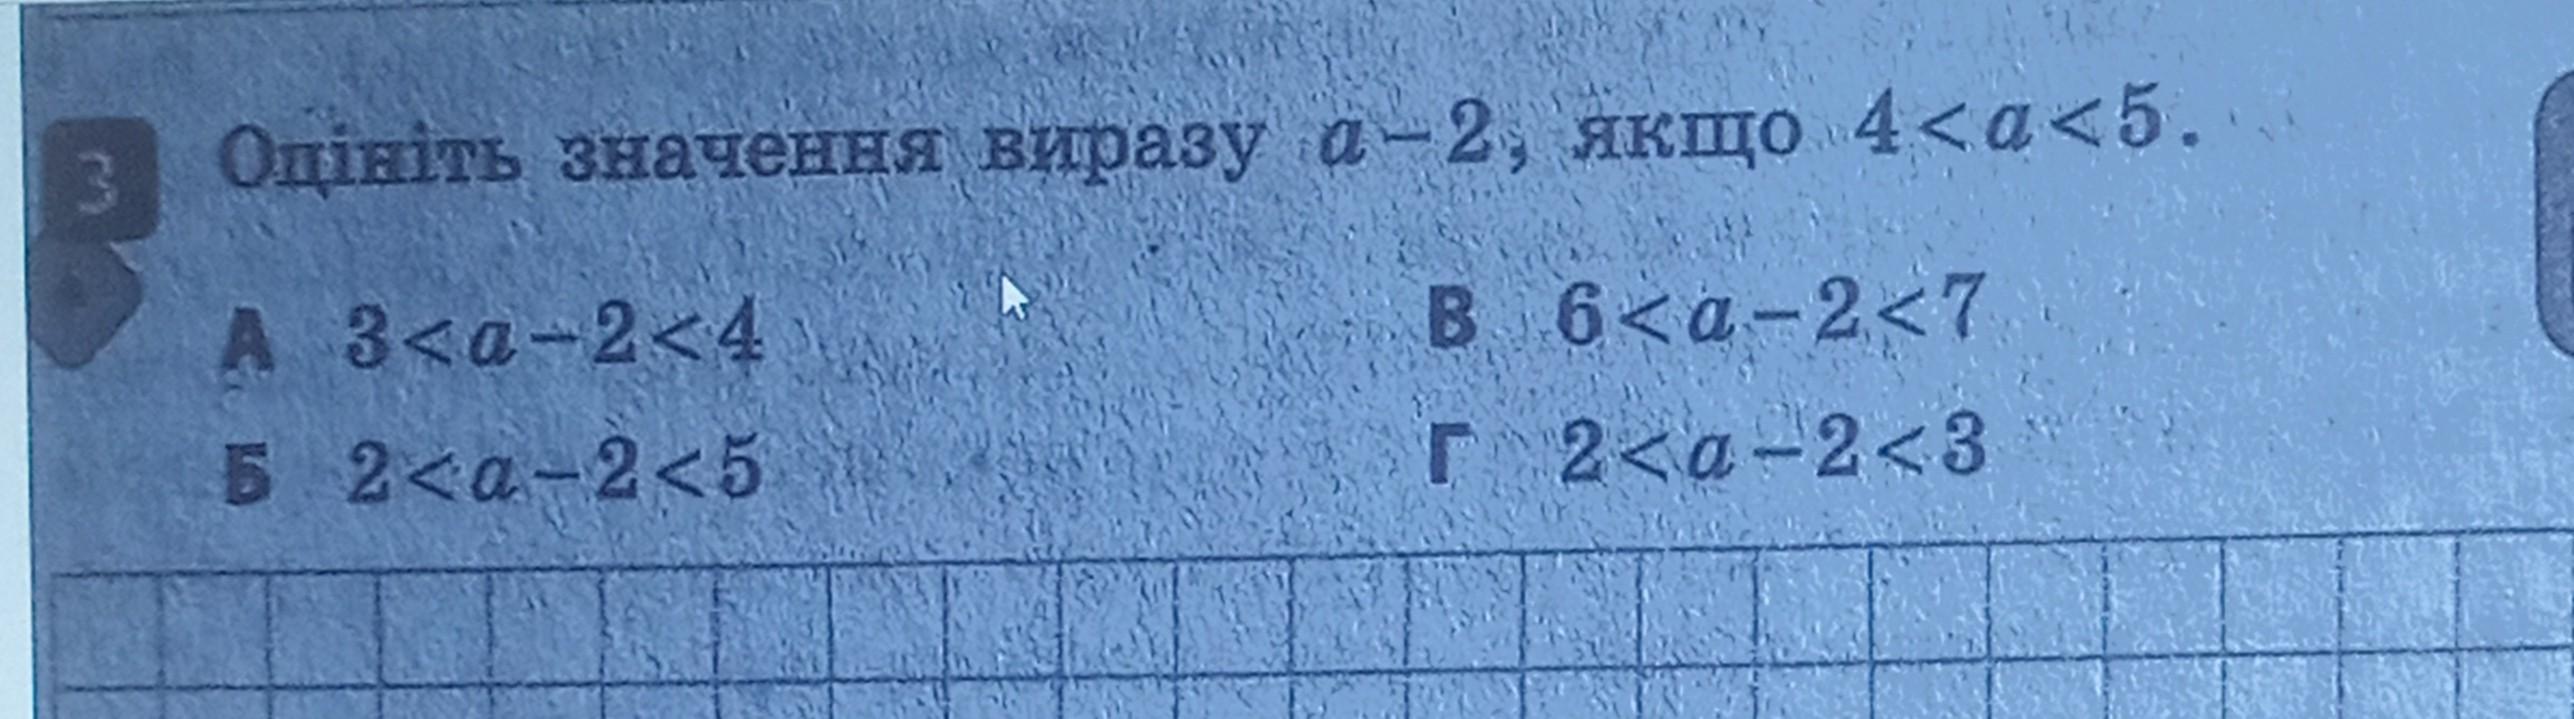 3 Оцініть значення виразу a−2, якщо 4<a<5.
А 3<a−2<4
В 6<a−2<7
Б 2<a−2<5
Г 2<a−2<3